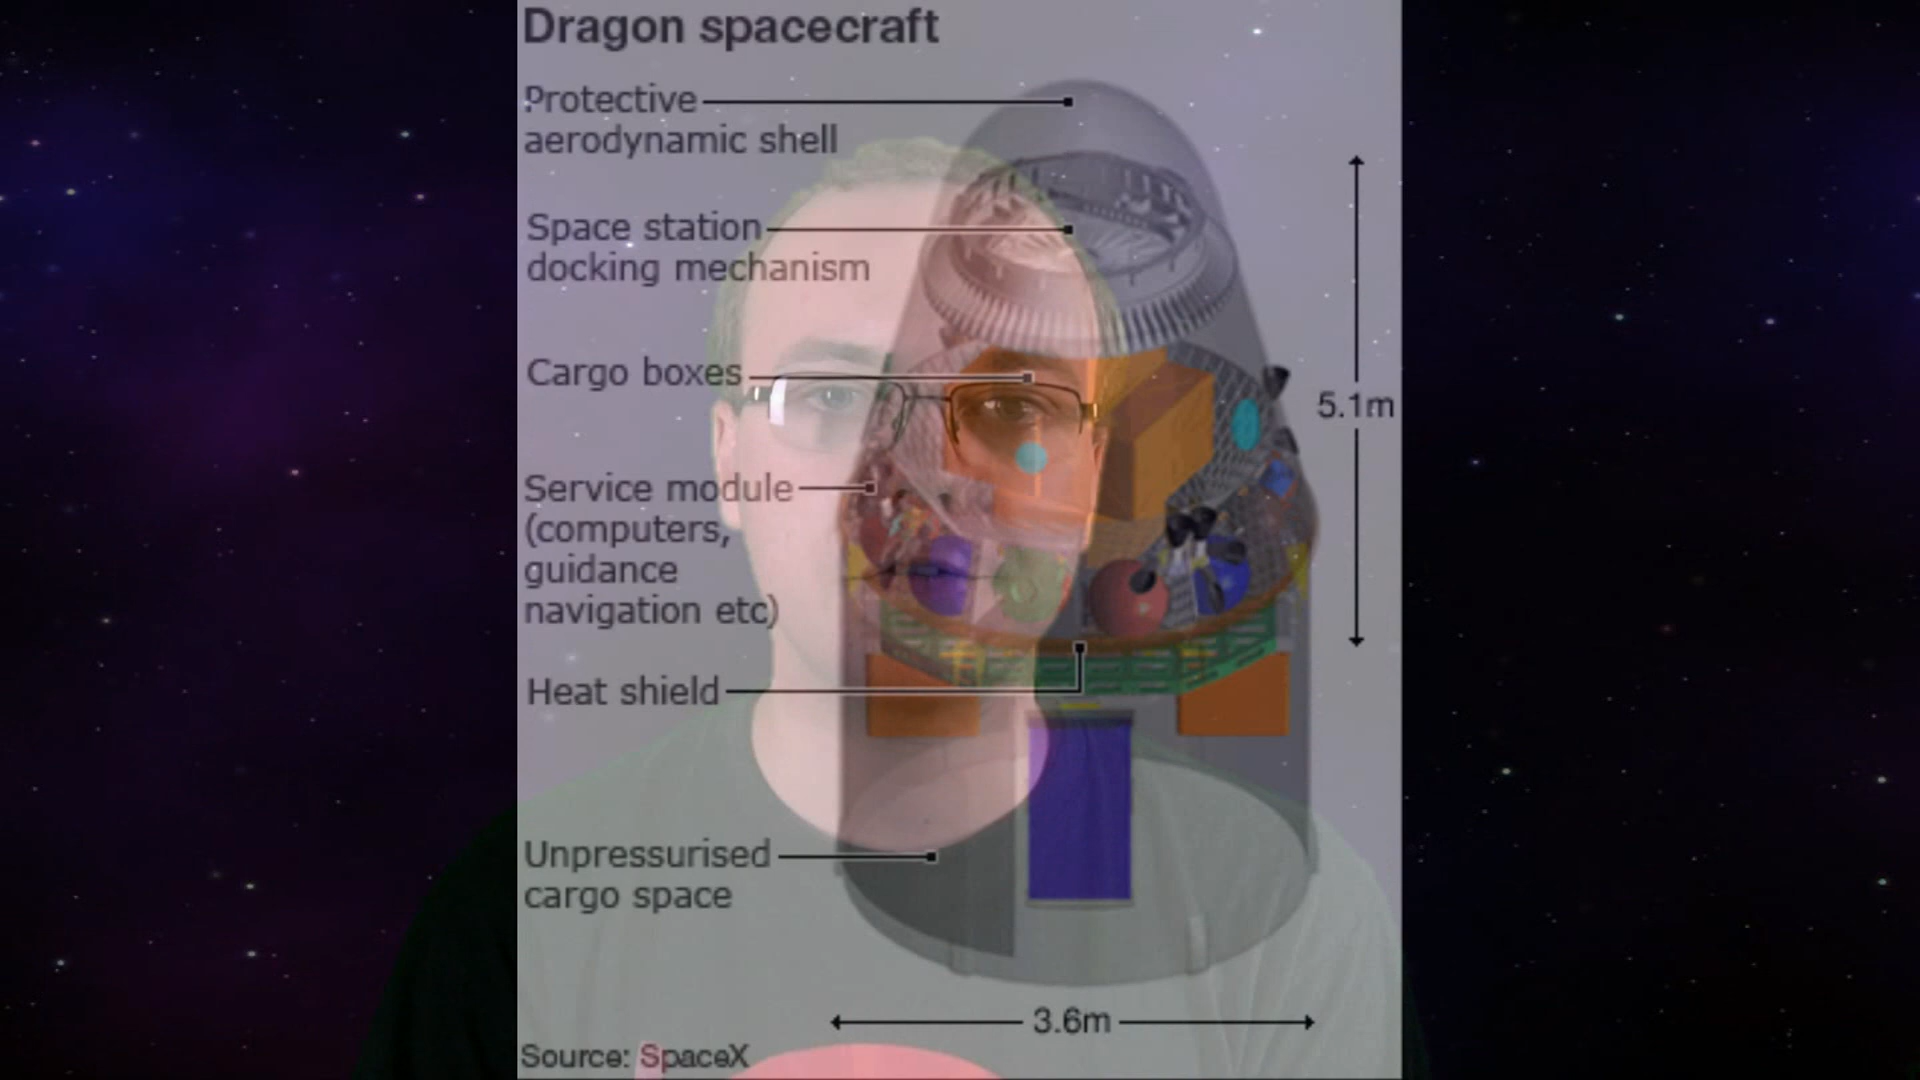 Dragon spacecraft
Protective
aerodynamic shell
Space station
docking mechanism
Cargo boxes
5.1m
Service module
(computers,
guidance
navigation etc)
Heat shield
Unpressurised
cargo space
3.6m
Source: SpaceX